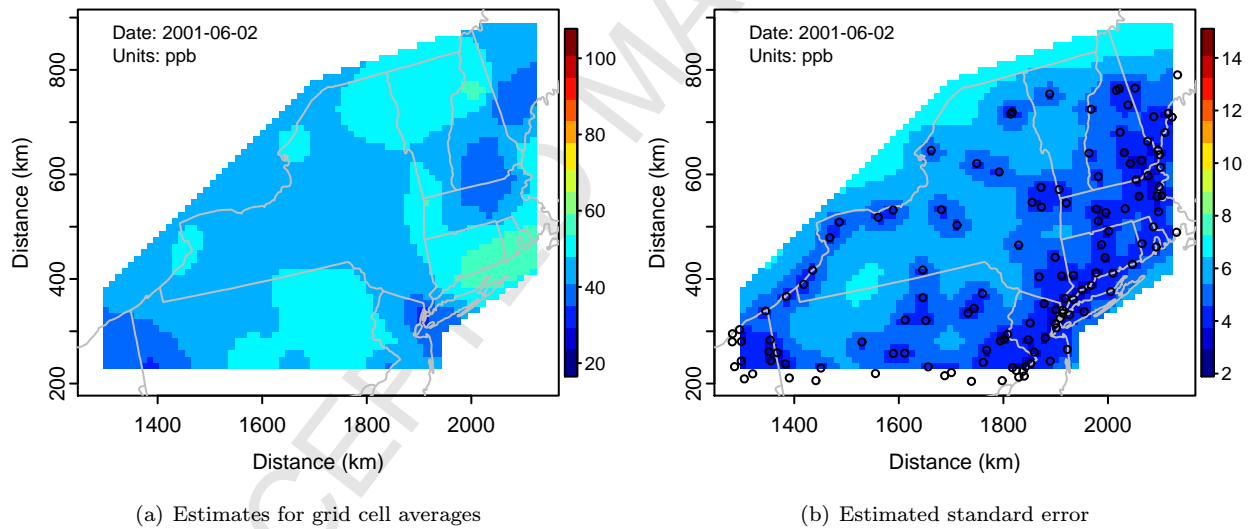 Date: 2001-06-02
Units: ppb
Distance (km)
200
400
600
800
1400
1600
1800
2000
Distance (km)
20
40
60
80
100
(a) Estimates for grid cell averages
Date: 2001-06-02
Units: ppb
Distance (km)
200
400
600
800
1400
1600
1800
2000
Distance (km)
2
4
6
8
10
12
14
(b) Estimated standard error